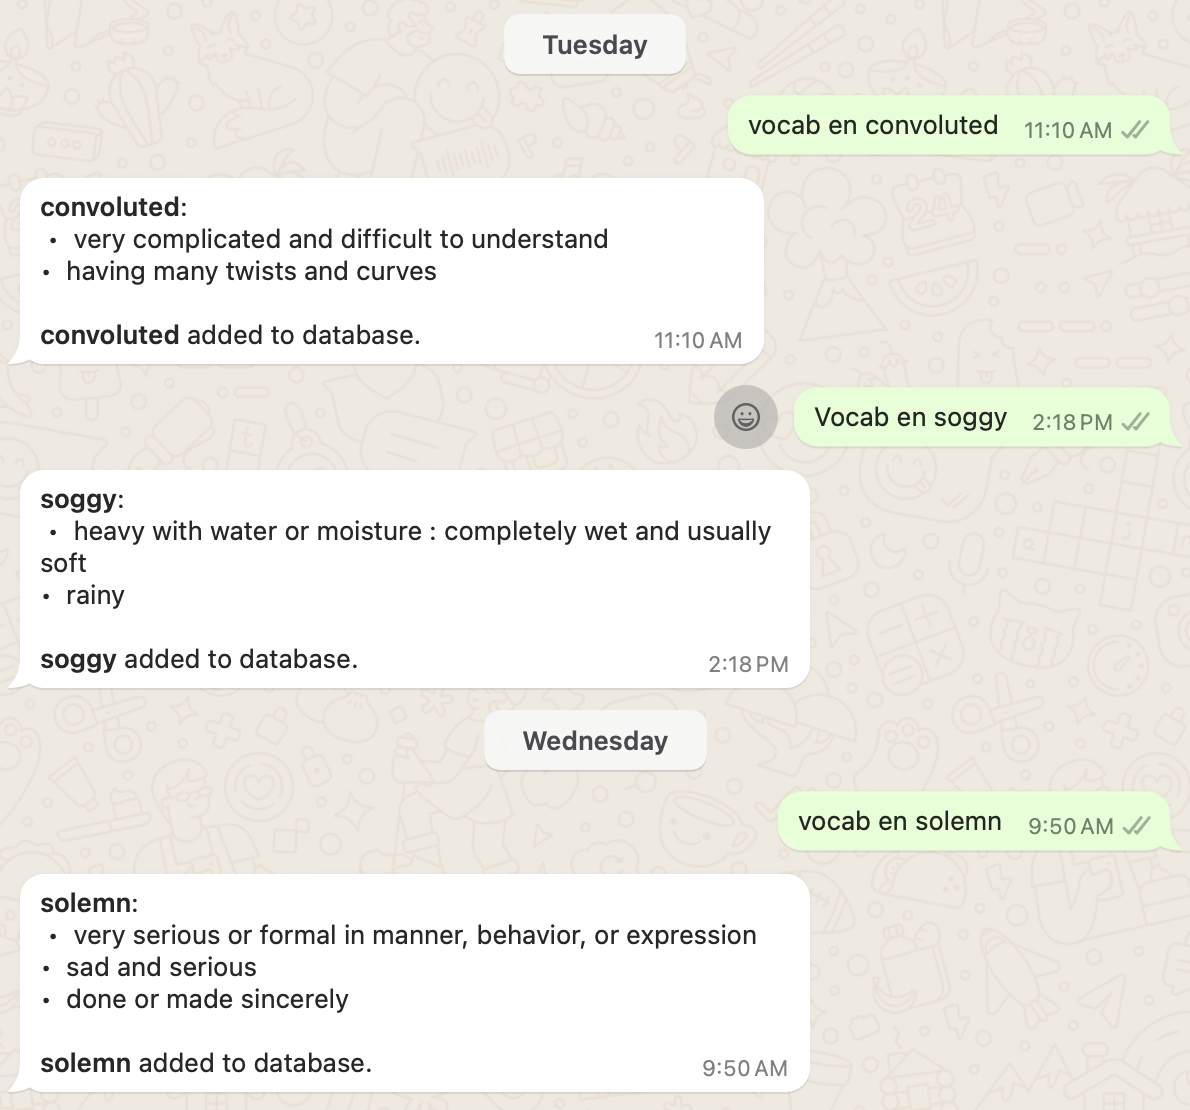 Tuesday
vocab en convoluted 11:10 AM
convoluted:
• very complicated and difficult to understand
• having many twists and curves
convoluted added to database.
11:10 AM
Vocab en soggy 2:18 PM
soggy:
• heavy with water or moisture : completely wet and usually
soft
• rainy
soggy added to database.
2:18 PM
Wednesday
vocab en solemn 9:50 AM
solemn:
• very serious or formal in manner, behavior, or expression
• sad and serious
• done or made sincerely
solemn added to database.
9:50 AM